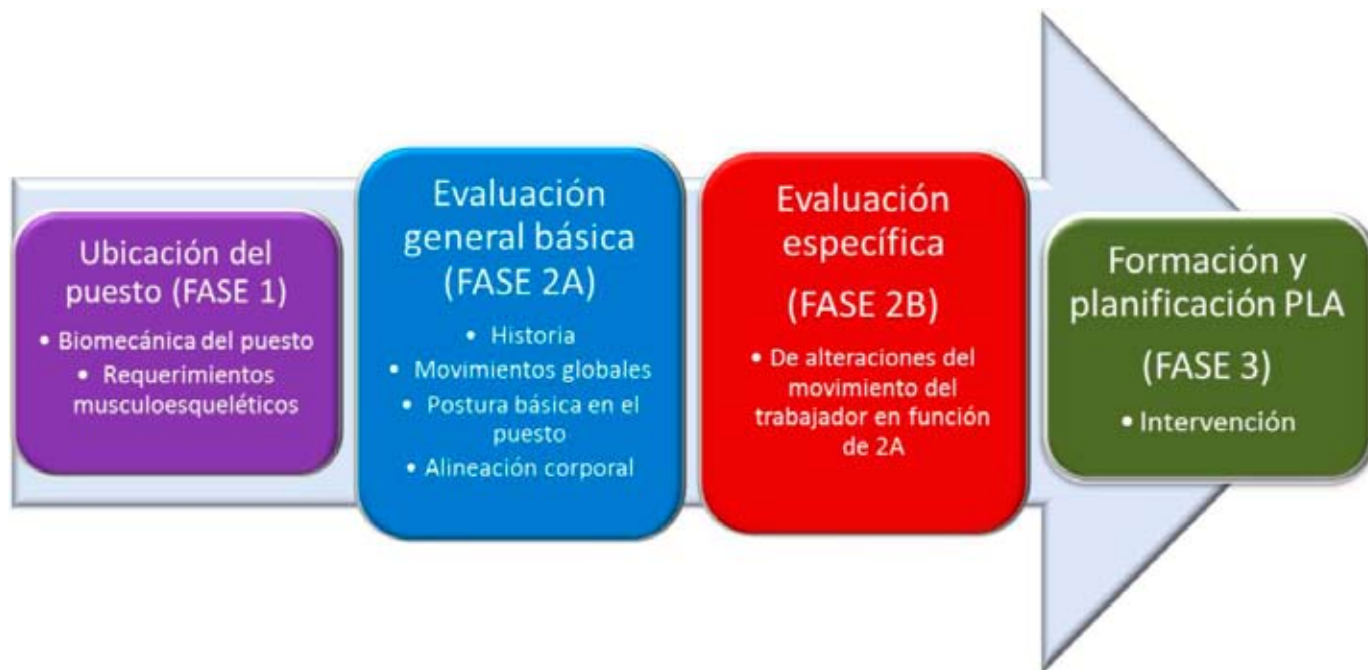 Ubicación del
puesto (FASE 1)
• Biomecánica del puesto
• Requerimientos
musculoesqueléticos
Evaluación
general básica
(FASE 2A)
• Historia
• Movimientos globales
• Postura básica en el
puesto
• Alineación corporal
Evaluación
específica
(FASE 2B)
• De alteraciones del
movimiento del
trabajador en función
de 2A
Formación y
planificación PLA
(FASE 3)
• Intervención